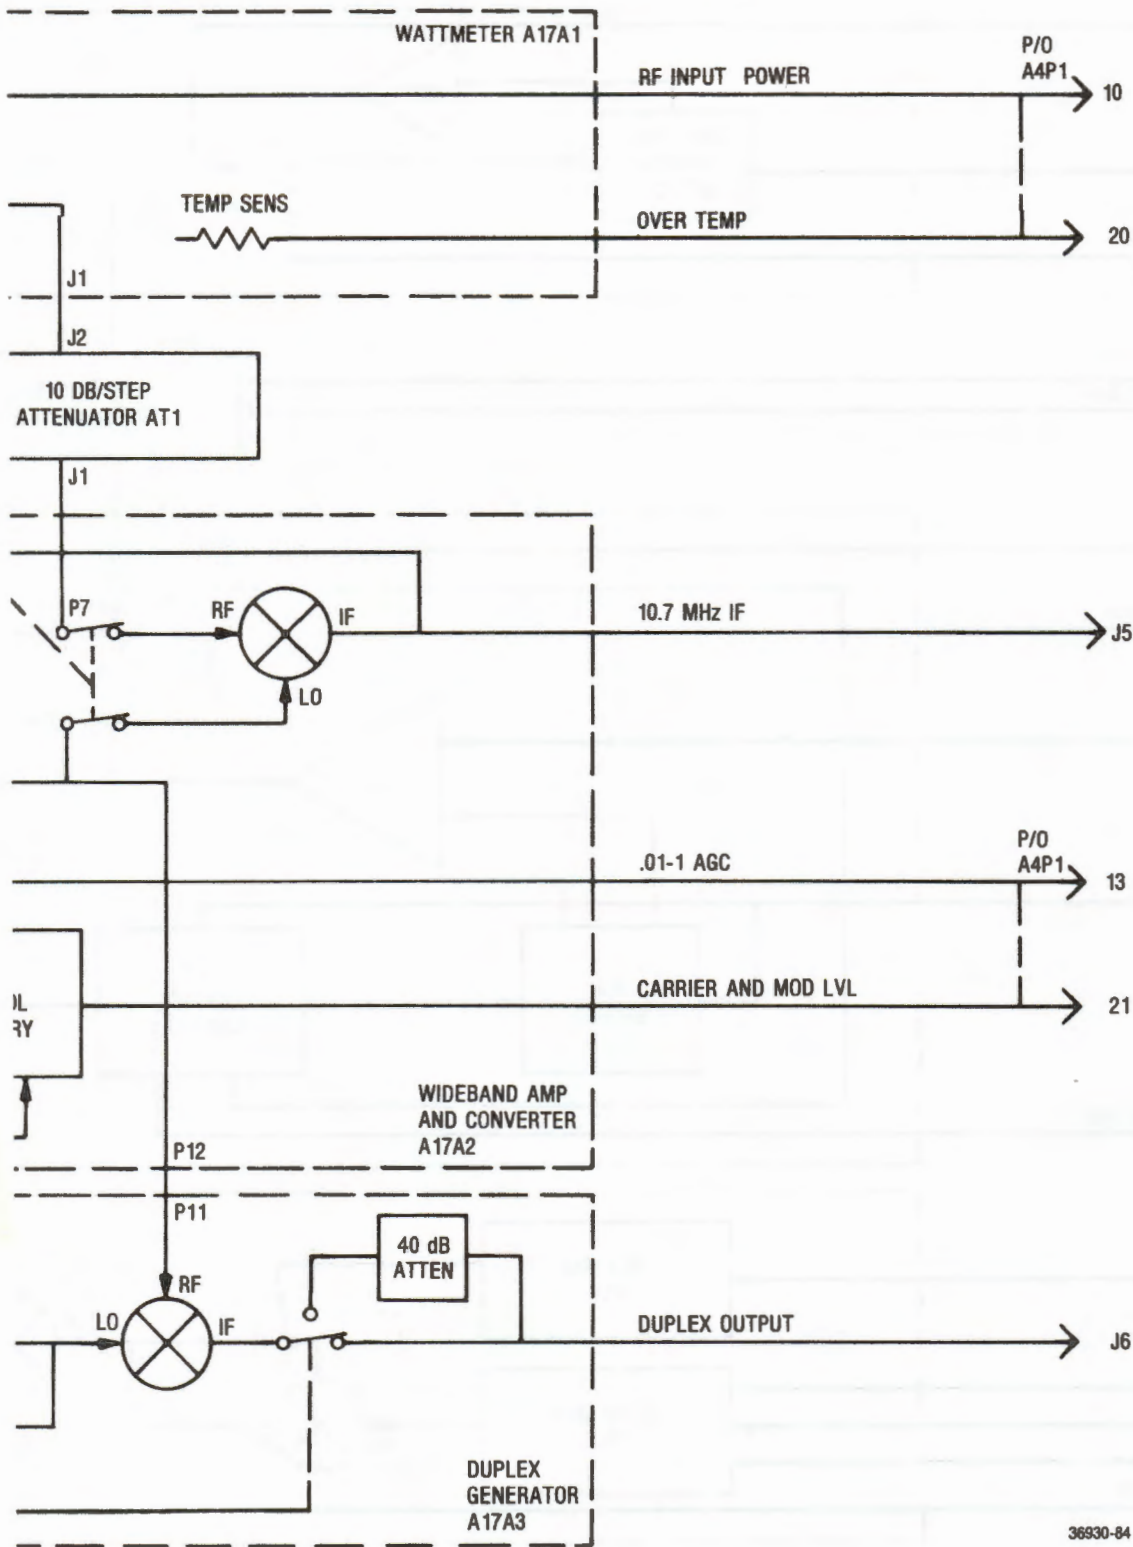 WATTMETER A17A1
P/O
A4P1
RF INPUT POWER
10
TEMP SENS
OVER TEMP
20
J1
J2
10 DB/STEP
ATTENUATOR AT1
J1
P7
RF
IF
10.7 MHz IF
J5
LO
P/O
A4P1
.01-1 AGC
13
CARRIER AND MOD LVL
21
OL
RY
WIDEBAND AMP
AND CONVERTER
A17A2
P12
P11
40 dB
ATTEN
RF
LO
IF
DUPLEX OUTPUT
J6
DUPLEX
GENERATOR
A17A3
36930-84